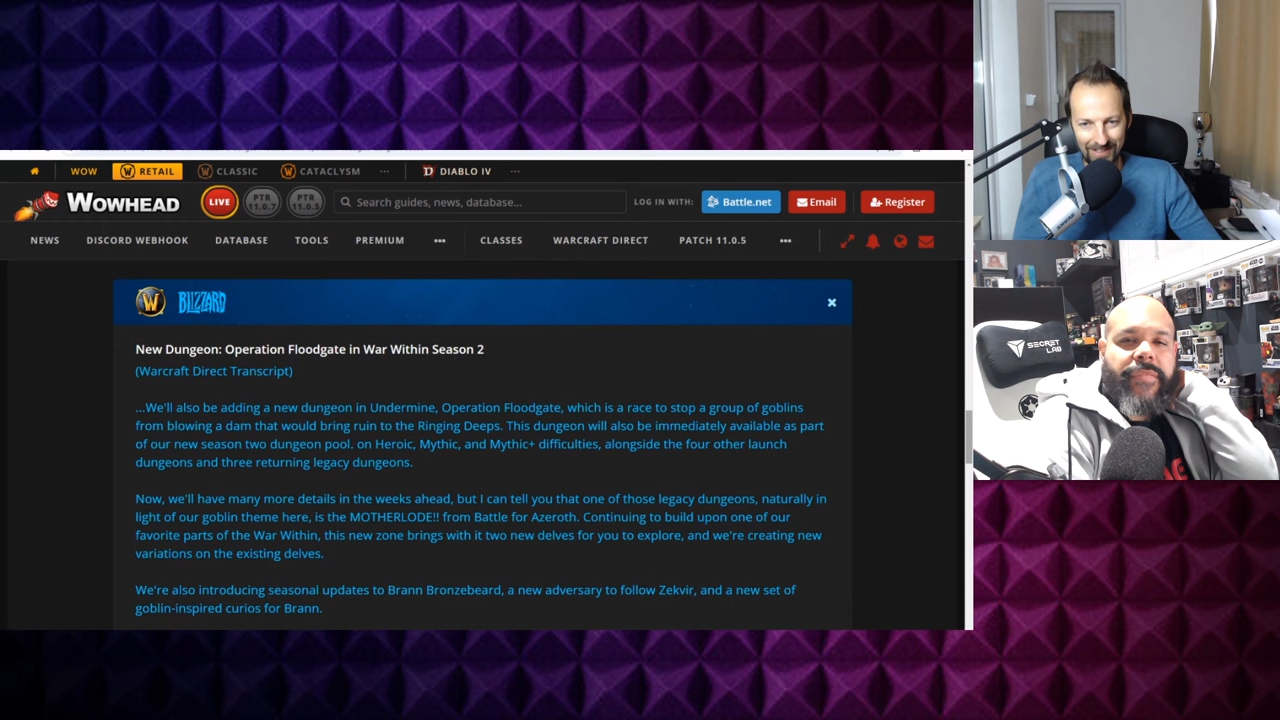 WOW RETAIL CLASSIC CATACLYSM ... DIABLO IV ...
WOWHEAD LIVE PTR 11.0.7 PTR 11.0.5 Search guides, news, database... LOG IN WITH: Battle.net Email Register
NEWS DISCORD WEBHOOK DATABASE TOOLS PREMIUM ... CLASSES WARCRAFT DIRECT PATCH 11.0.5 ...
BLIZZARD
New Dungeon: Operation Floodgate in War Within Season 2
(Warcraft Direct Transcript)
...We'll also be adding a new dungeon in Undermine, Operation Floodgate, which is a race to stop a group of goblins
from blowing a dam that would bring ruin to the Ringing Deeps. This dungeon will also be immediately available as part
of our new season two dungeon pool. on Heroic, Mythic, and Mythic+ difficulties, alongside the four other launch
dungeons and three returning legacy dungeons.
Now, we'll have many more details in the weeks ahead, but I can tell you that one of those legacy dungeons, naturally in
light of our goblin theme here, is the MOTHERLODE!! from Battle for Azeroth. Continuing to build upon one of our
favorite parts of the War Within, this new zone brings with it two new delves for you to explore, and we're creating new
variations on the existing delves.
We're also introducing seasonal updates to Brann Bronzebeard, a new adversary to follow Zekvir, and a new set of
goblin-inspired curios for Brann.
SECRET
LAB